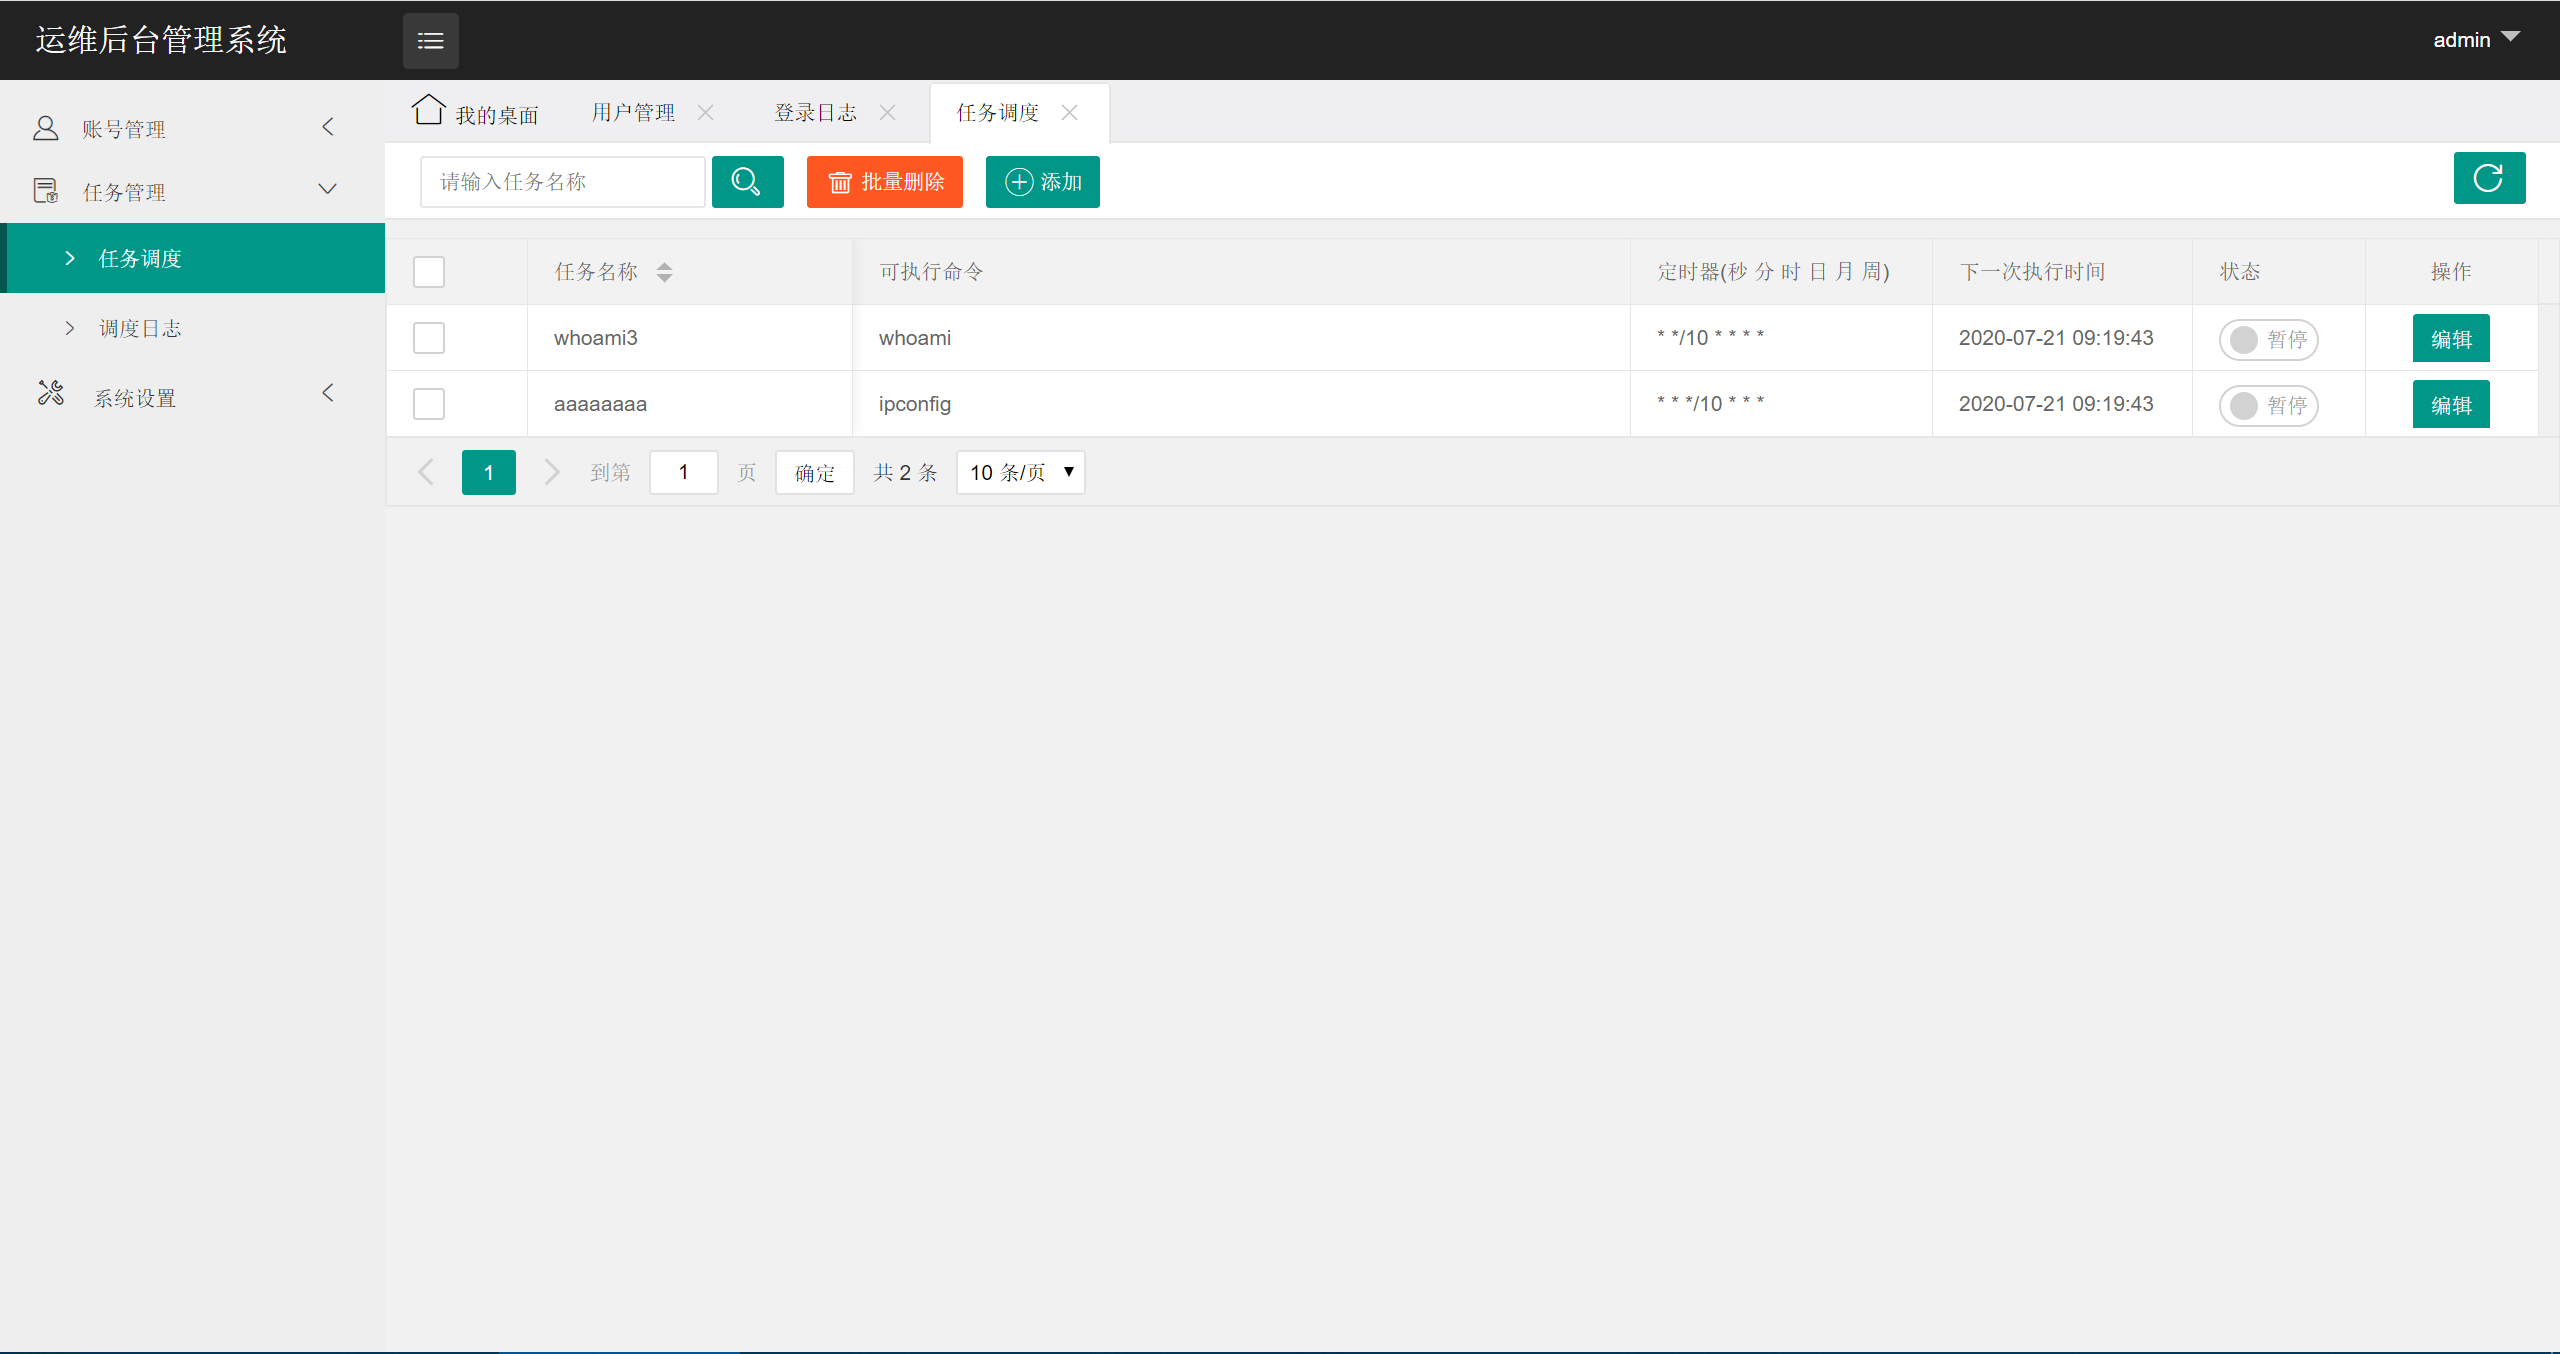 运维后台管理系统
admin
账号管理
任务管理
任务调度
调度日志
系统设置
我的桌面 用户管理 登录日志 任务调度
请输入任务名称 批量删除 添加
任务名称 可执行命令 定时器(秒 分 时 日 月 周) 下一次执行时间 状态 操作
whoami3 whoami * */10 * * * * 2020-07-21 09:19:43 暂停 编辑
aaaaaaaa ipconfig * * */10 * * * 2020-07-21 09:19:43 暂停 编辑
1 到第 1 页 确定 共 2 条 10 条/页